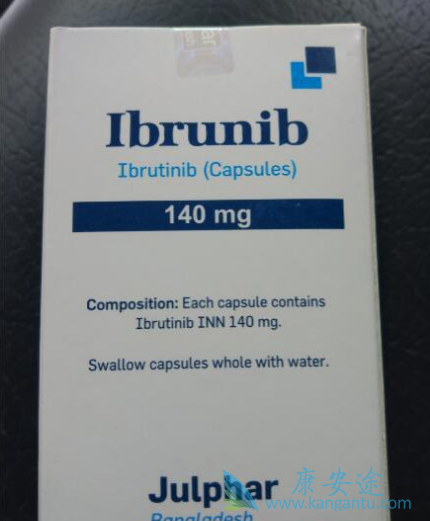 Ibrunib
Ibrutinib (Capsules)
140 mg
Composition: Each capsule contains
Ibrutinib INN 140 mg.
Swallow capsules whole with water.
Julphar
Bangladesh
康安途
www.kangantu.com